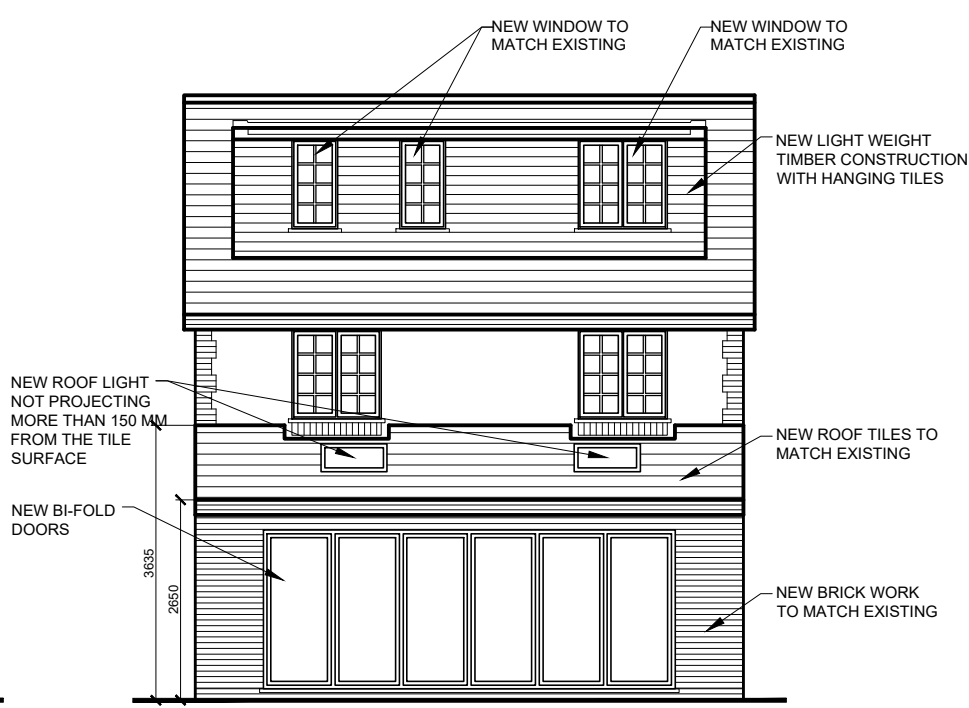 NEW WINDOW TO
MATCH EXISTING
NEW WINDOW TO
MATCH EXISTING
NEW LIGHT WEIGHT
TIMBER CONSTRUCTION
WITH HANGING TILES
NEW ROOF LIGHT
NOT PROJECTING
MORE THAN 150 MM
FROM THE TILE
SURFACE
NEW ROOF TILES TO
MATCH EXISTING
NEW BI-FOLD
DOORS
3635
2650
NEW BRICK WORK
TO MATCH EXISTING